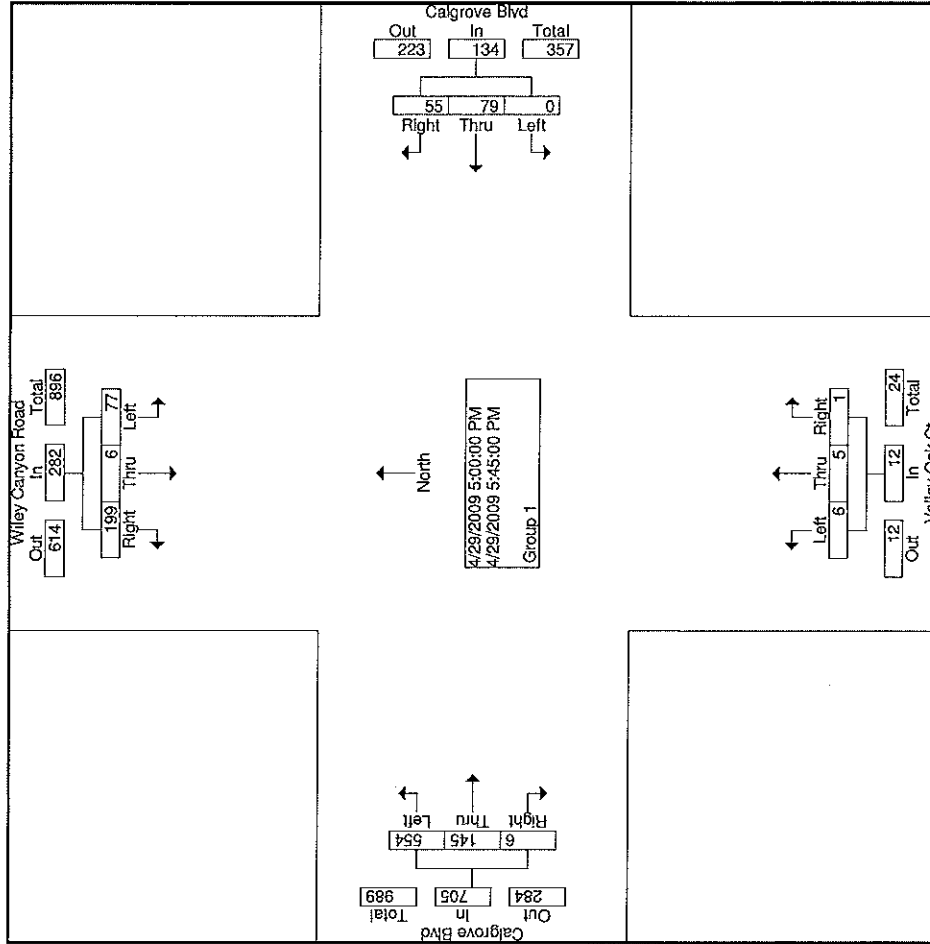 Calgrove Blvd
Out In Total
223 134 357
55 79 0
Right Thru Left
Wiley Canyon Road
Out In Total
614 282 896
199 6 77
Right Thru Left
North
4/29/2009 5:00:00 PM
4/29/2009 5:45:00 PM
Group 1
Left Thru Right
6 5 1
12 12 24
Out In Total
Valley Oak Ct
Left Thru Right
554 145 6
989 705 284
Total In Out
Calgrove Blvd